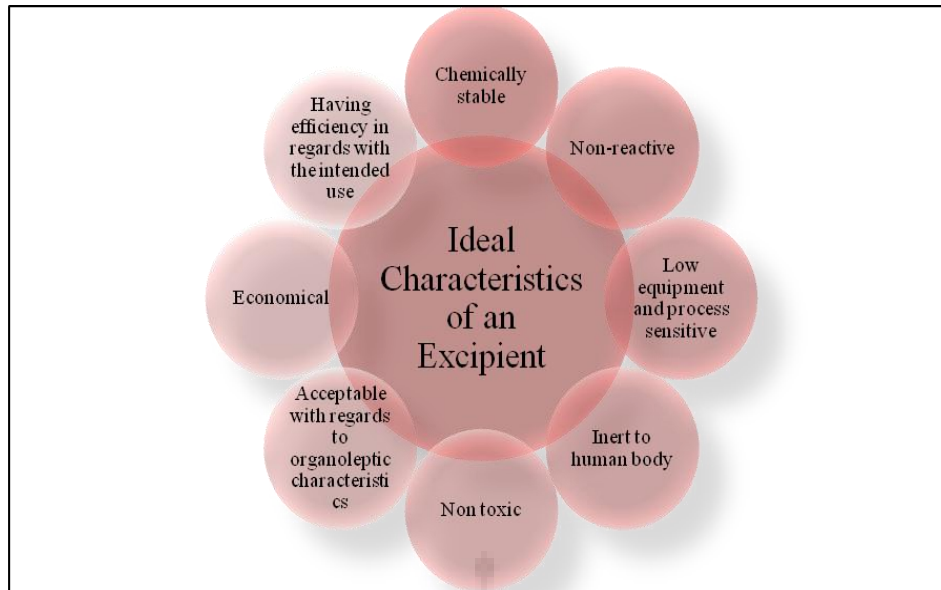 Ideal
Characteristics
of an
Excipient
Chemically
stable
Non-reactive
Low
equipment
and process
sensitive
Inert to
human body
Non toxic
Acceptable
with regards
to
organoleptic
characteristi
cs
Economical
Having
efficiency in
regards with
the intended
use